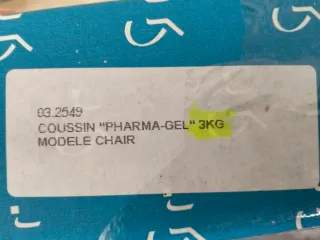 03.2549
COUSSIN "PHARMA-GEL" 3KG
MODELE CHAIR